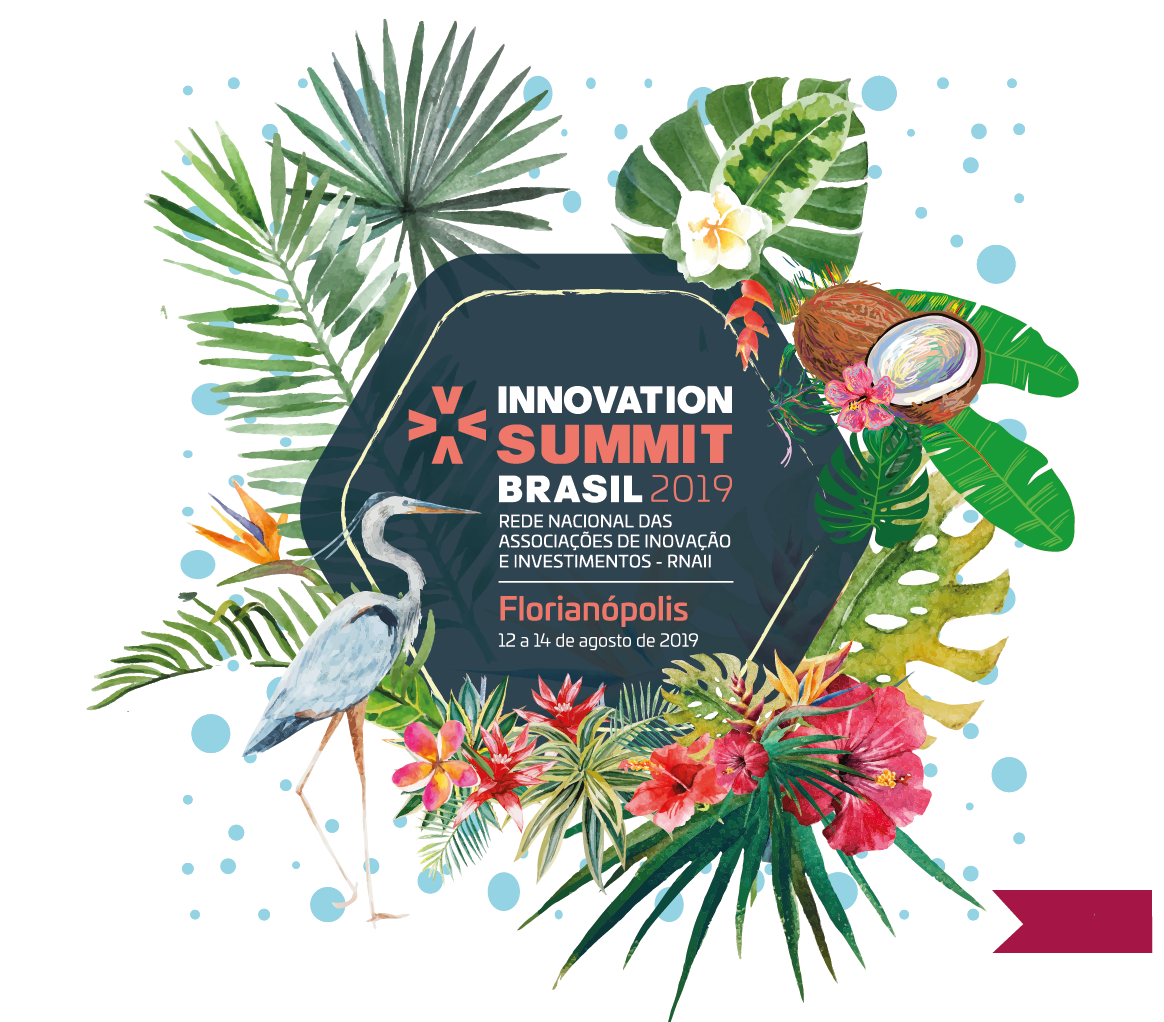 INNOVATION
SUMMIT
BRASIL 2019
REDE NACIONAL DAS
ASSOCIAÇÕES DE INOVAÇÃO
E INVESTIMENTOS - RNAII
Florianópolis
12 a 14 de agosto de 2019